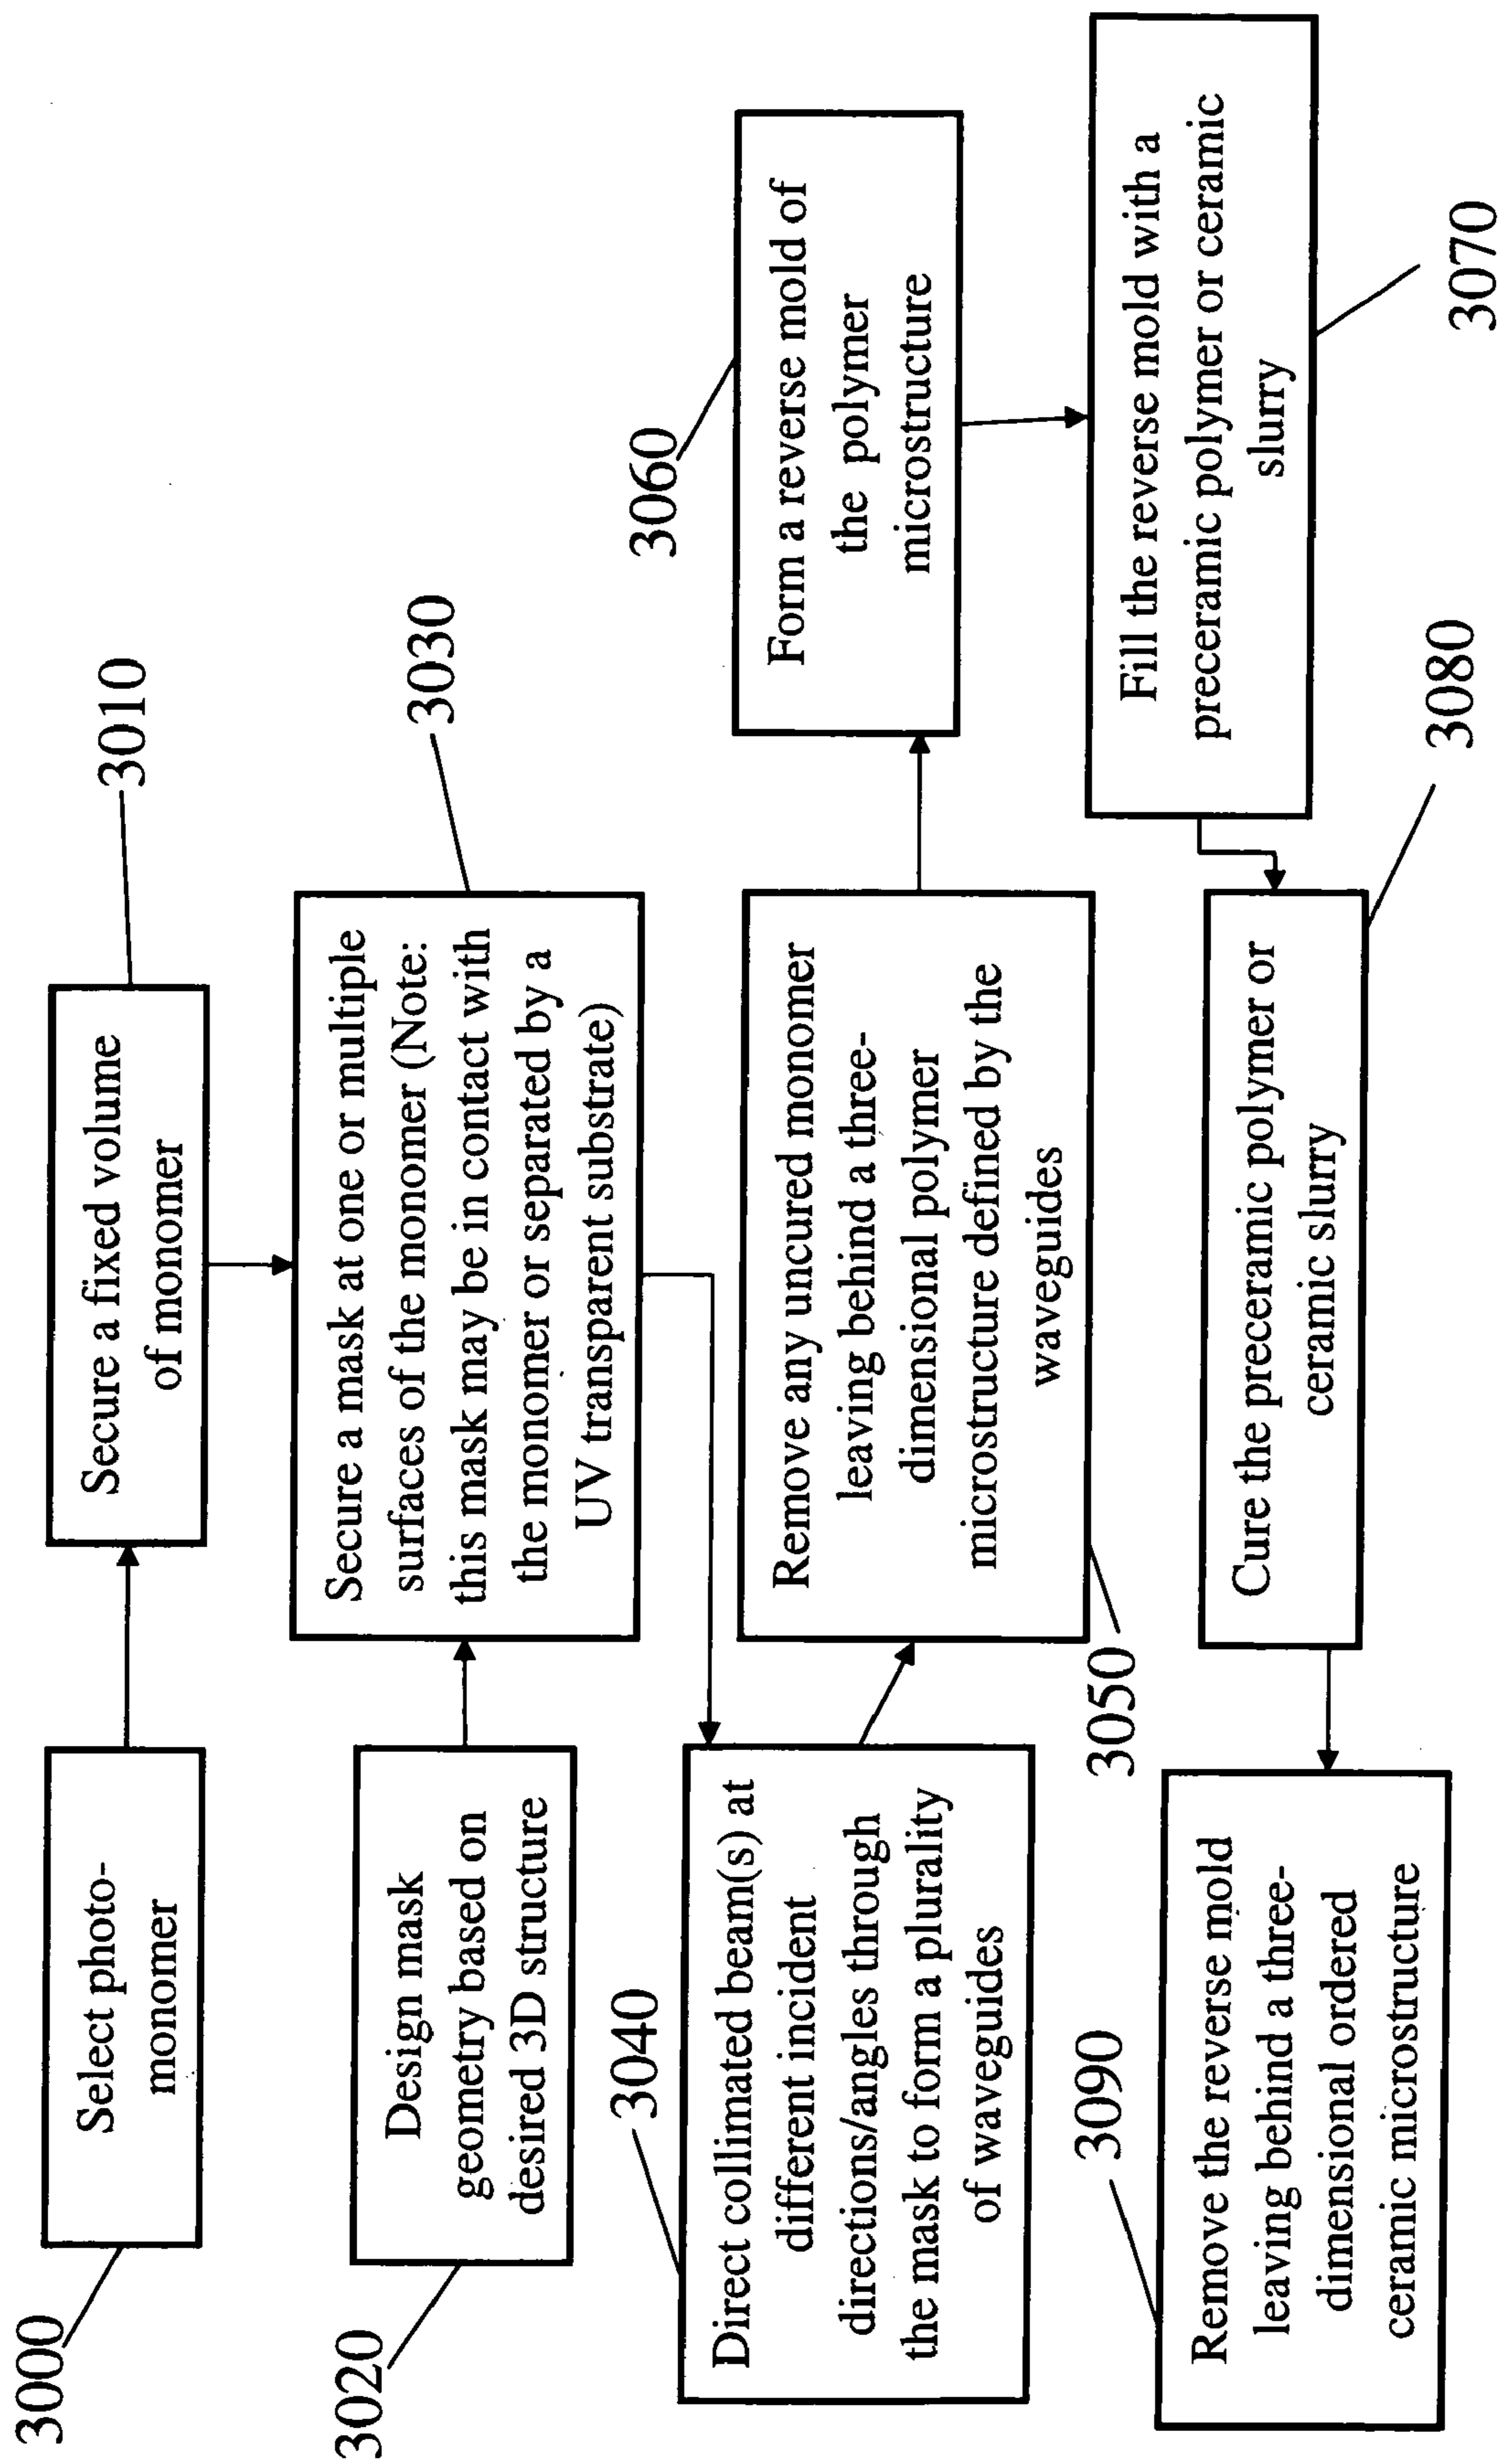 3000
Select photo-
monomer
3010
Secure a fixed volume
of monomer
3020
Design mask
geometry based on
desired 3D structure
3030
Secure a mask at one or multiple
surfaces of the monomer (Note:
this mask may be in contact with
the monomer or separated by a
UV transparent substrate)
3040
Direct collimated beam(s) at
different incident
directions/angles through
the mask to form a plurality
of waveguides
3050
Remove any uncured monomer
leaving behind a three-
dimensional polymer
microstructure defined by the
waveguides
3060
Form a reverse mold of
the polymer
microstructure
3070
Fill the reverse mold with a
preceramic polymer or ceramic
slurry
3080
Cure the preceramic polymer or
ceramic slurry
3090
Remove the reverse mold
leaving behind a three-
dimensional ordered
ceramic microstructure